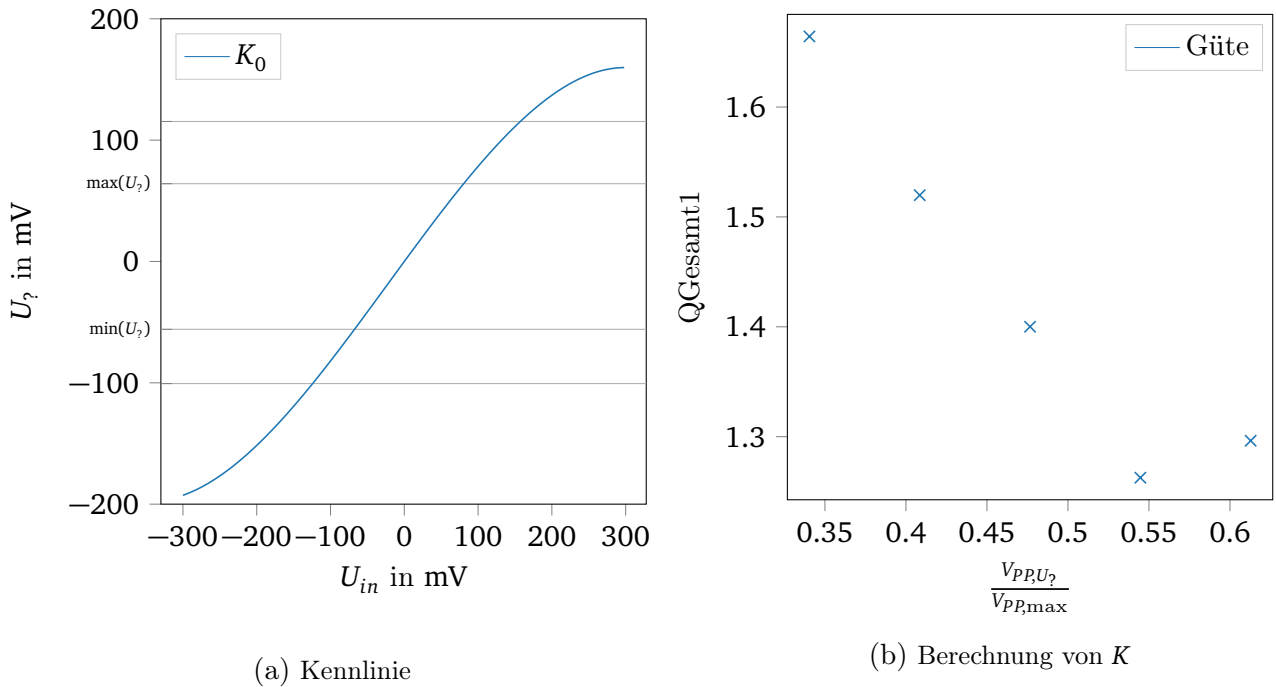 200
100
0
−100
−200
max(U?)
min(U?)
U? in mV
K0
−300 −200 −100 0 100 200 300
Uin in mV
(a) Kennlinie
1.6
1.5
1.4
1.3
QGesamt1
Güte
0.35 0.4 0.45 0.5 0.55 0.6
VPP,U?
VPP,max
(b) Berechnung von K